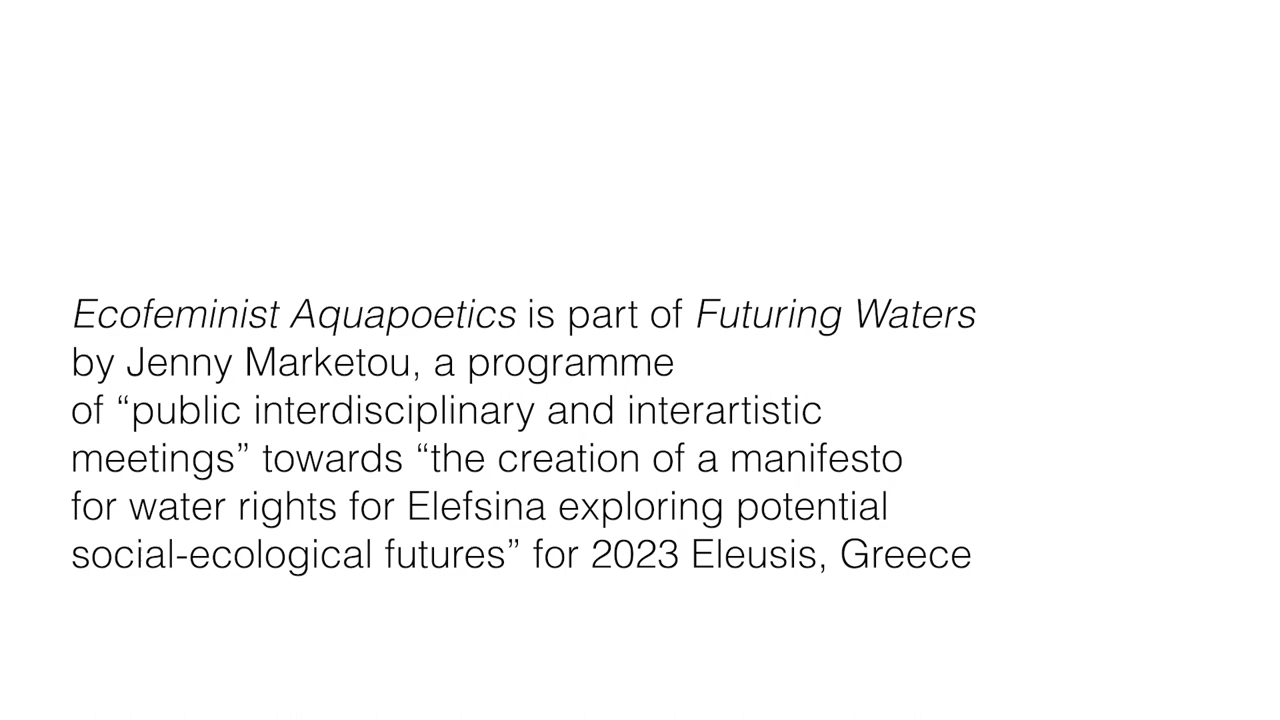 Ecofeminist Aquapoetics is part of Futuring Waters
by Jenny Marketou, a programme
of “public interdisciplinary and interartistic
meetings” towards “the creation of a manifesto
for water rights for Elefsina exploring potential
social-ecological futures” for 2023 Eleusis, Greece